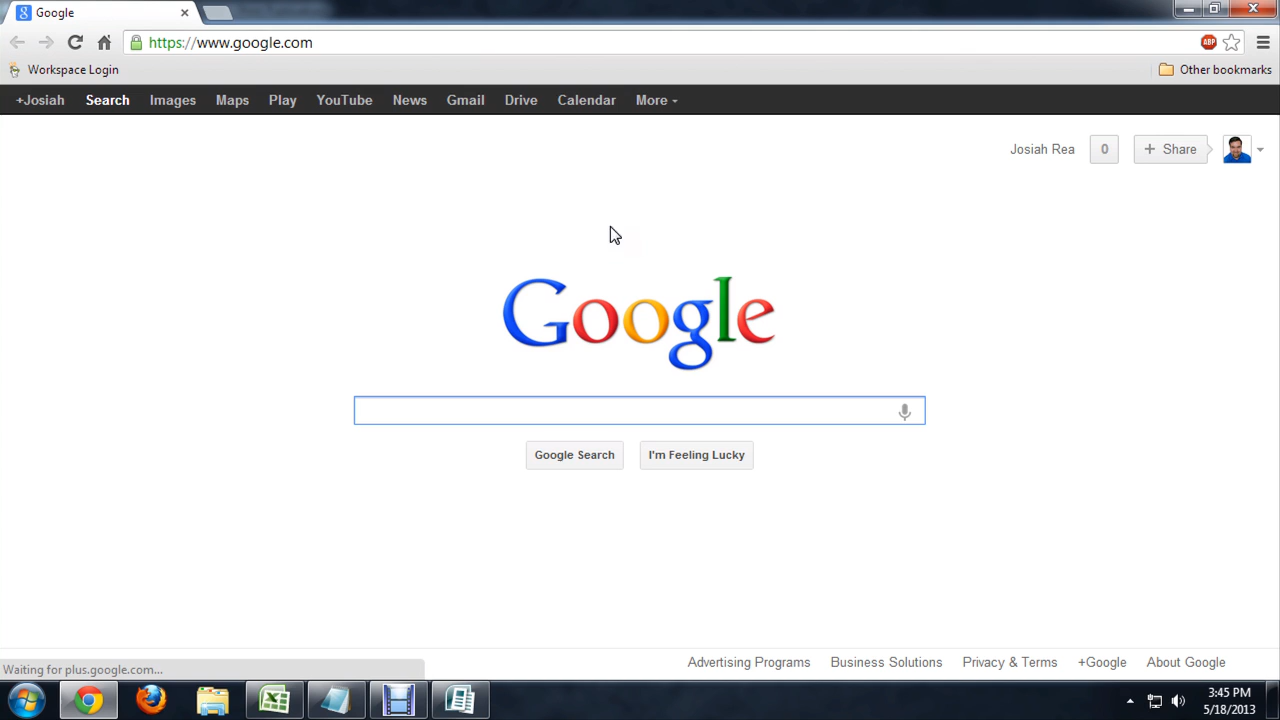 Google
https://www.google.com
ABP
Workspace Login
Other bookmarks
+Josiah Search Images Maps Play YouTube News Gmail Drive Calendar More
Josiah Rea 0 + Share
Google
Google Search I'm Feeling Lucky
Advertising Programs Business Solutions Privacy & Terms +Google About Google
Waiting for plus.google.com...
3:45 PM
5/18/2013